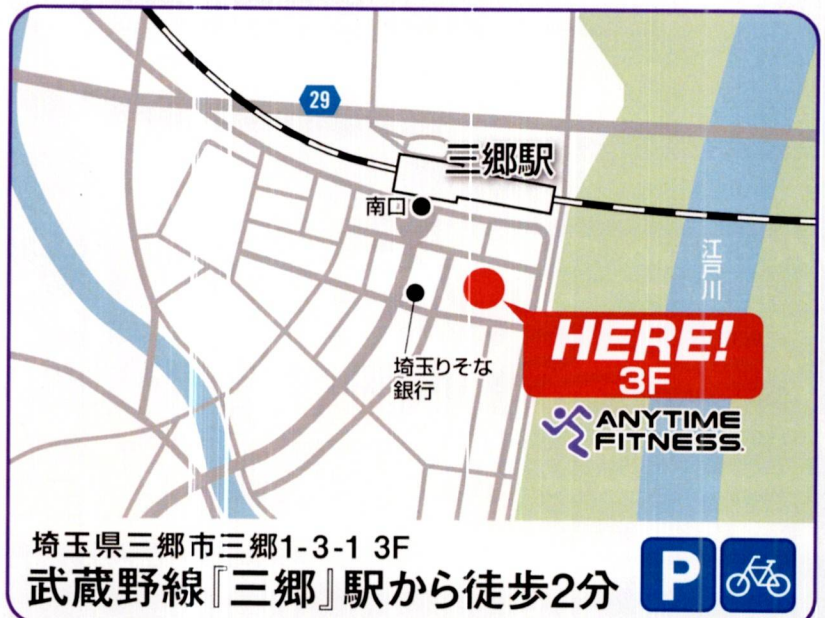 29
三郷駅
南口
江戸川
埼玉りそな
銀行
HERE!
3F
ANYTIME
FITNESS.
埼玉県三郷市三郷1-3-1 3F
武蔵野線『三郷』駅から徒歩2分
P